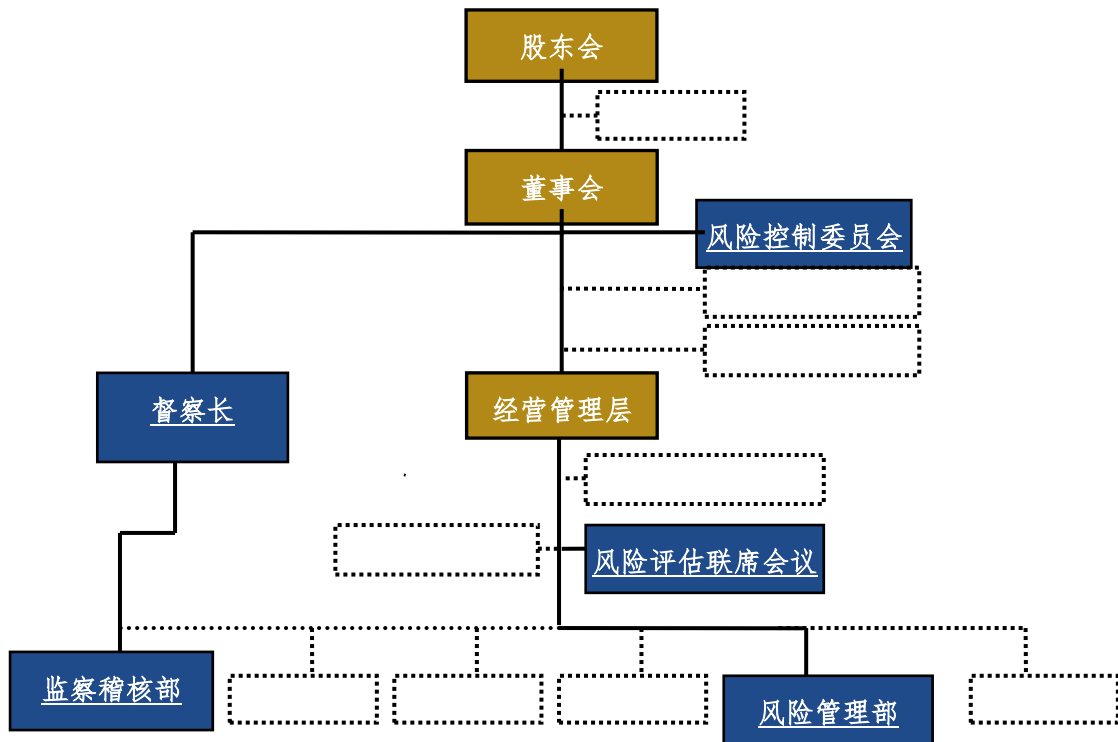 股东会
董事会
风险控制委员会
督察长
经营管理层
风险评估联席会议
监察稽核部
风险管理部